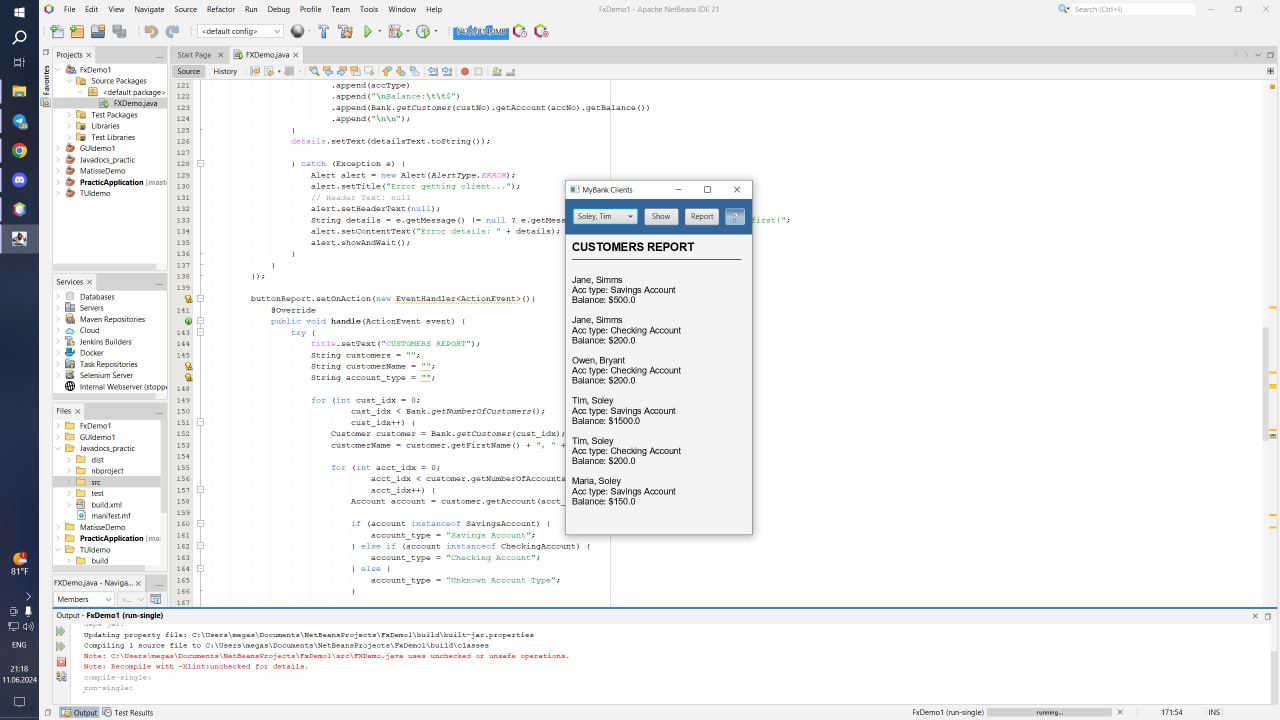 File Edit View Navigate Source Refactor Run Debug Profile Team Tools Window Help
FXDemo1 - Apache NetBeans IDE 21
Search (Ctrl+I)
<default config>
Projects
Start Page
FXDemo.java
Favorites
Source History
FxDemo1
Source Packages
<default package>
FXDemo.java
Test Packages
Libraries
Test Libraries
GUIdemo1
Javadocs_practic
MatisseDemo
PracticApplication [mast
TUIdemo
121 .append(accType)
122 .append("\nBalance:\t\t$")
123 .append(Bank.getCustomer(custNo).getAccount(accNo).getBalance())
124 .append("\n\n");
125 }
126 details.setText(detailsText.toString());
127
128 } catch (Exception e) {
129 Alert alert = new Alert(AlertType.ERROR);
130 alert.setTitle("Error getting client...");
131 // Header Text: null
132 alert.setHeaderText(null);
133 String details = e.getMessage() != null ? e.getMess
first!";
134 alert.setContentText("Error details: " + details);
135 alert.showAndWait();
136 }
137 }
138 });
139
buttonReport.setOnAction(new EventHandler<ActionEvent>(){
141 @Override
public void handle(ActionEvent event) {
143 try {
144 title.setText("CUSTOMERS REPORT");
145 String customers = "";
String customerName = "";
String account_type = "";
148
149 for (int cust_idx = 0;
150 cust_idx < Bank.getNumberOfCustomers();
151 cust_idx++) {
152 Customer customer = Bank.getCustomer(cust_idx);
153 customerName = customer.getFirstName() + ", " +
154
155 for (int acct_idx = 0;
156 acct_idx < customer.getNumberOfAccounts
157 acct_idx++) {
158 Account account = customer.getAccount(acct_
159
160 if (account instanceof SavingsAccount) {
161 account_type = "Savings Account";
162 } else if (account instanceof CheckingAccount) {
163 account_type = "Checking Account";
164 } else {
165 account_type = "Unknown Account Type";
166 }
167
MyBank Clients
Soley, Tim
Show
Report
?
CUSTOMERS REPORT
Jane, Simms
Acc type: Savings Account
Balance: $500.0
Jane, Simms
Acc type: Checking Account
Balance: $200.0
Owen, Bryant
Acc type: Checking Account
Balance: $200.0
Tim, Soley
Acc type: Savings Account
Balance: $1500.0
Tim, Soley
Acc type: Checking Account
Balance: $200.0
Maria, Soley
Acc type: Savings Account
Balance: $150.0
Services
Databases
Servers
Maven Repositories
Cloud
Jenkins Builders
Docker
Task Repositories
Selenium Server
Internal Webserver (stoppe
Files
FxDemo1
GUIdemo1
Javadocs_practic
dist
nbproject
src
test
build.xml
manifest.mf
MatisseDemo
PracticApplication [ma
TUIdemo
build
FXDemo.java - Naviga...
Members
<...
Output - FxDemo1 (run-single)
Updating property file: C:\Users\megas\Documents\NetBeansProjects\FxDemo1\build\built-jar.properties
Compiling 1 source file to C:\Users\megas\Documents\NetBeansProjects\FxDemo1\build\classes
Note: C:\Users\megas\Documents\NetBeansProjects\FxDemo1\src\FXDemo.java uses unchecked or unsafe operations.
Note: Recompile with -Xlint:unchecked for details.
compile-single:
run-single:
Output
Test Results
FxDemo1 (run-single)
running...
171:54
INS
81°F
ENG
21:18
11.06.2024